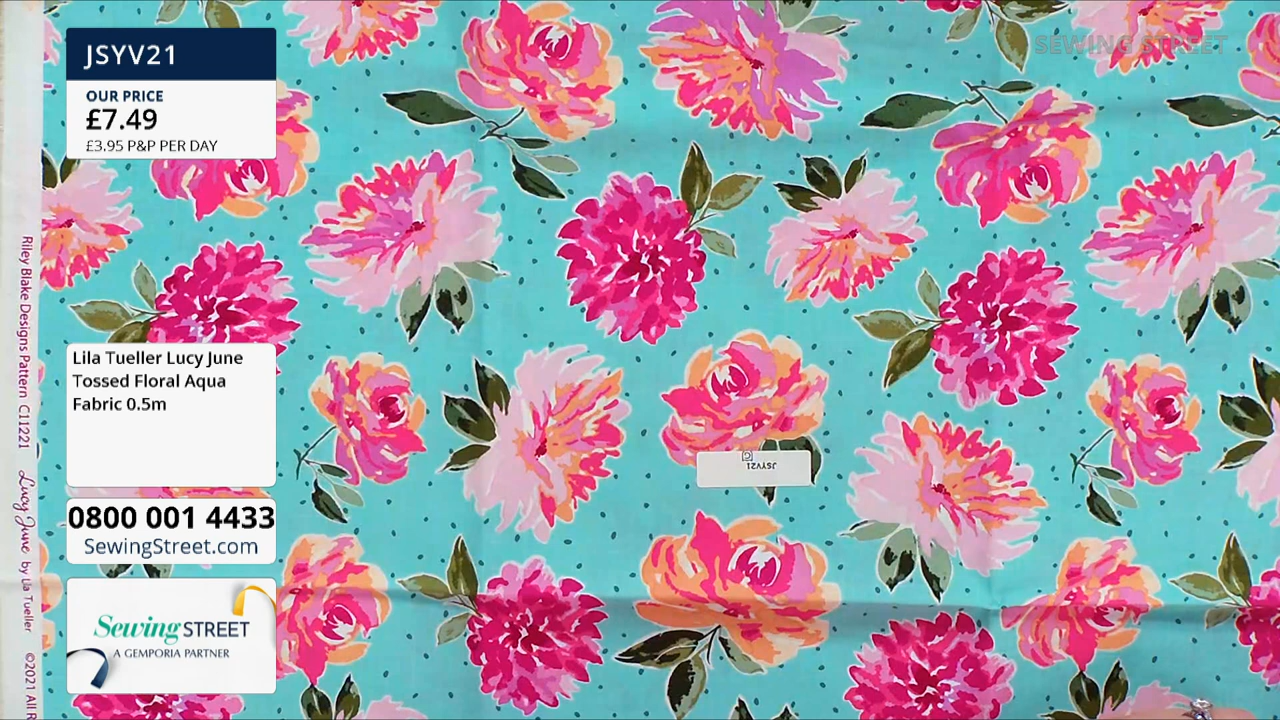 SEWING STREET
JSYV21
OUR PRICE
£7.49
£3.95 P&P PER DAY
Lila Tueller Lucy June
Tossed Floral Aqua
Fabric 0.5m
0800 001 4433
SewingStreet.com
Sewing STREET
A GEMPORIA PARTNER
Riley Blake Designs Pattern C11221 Lucy June by Lila Tueller ©2021 All R
JSYV21